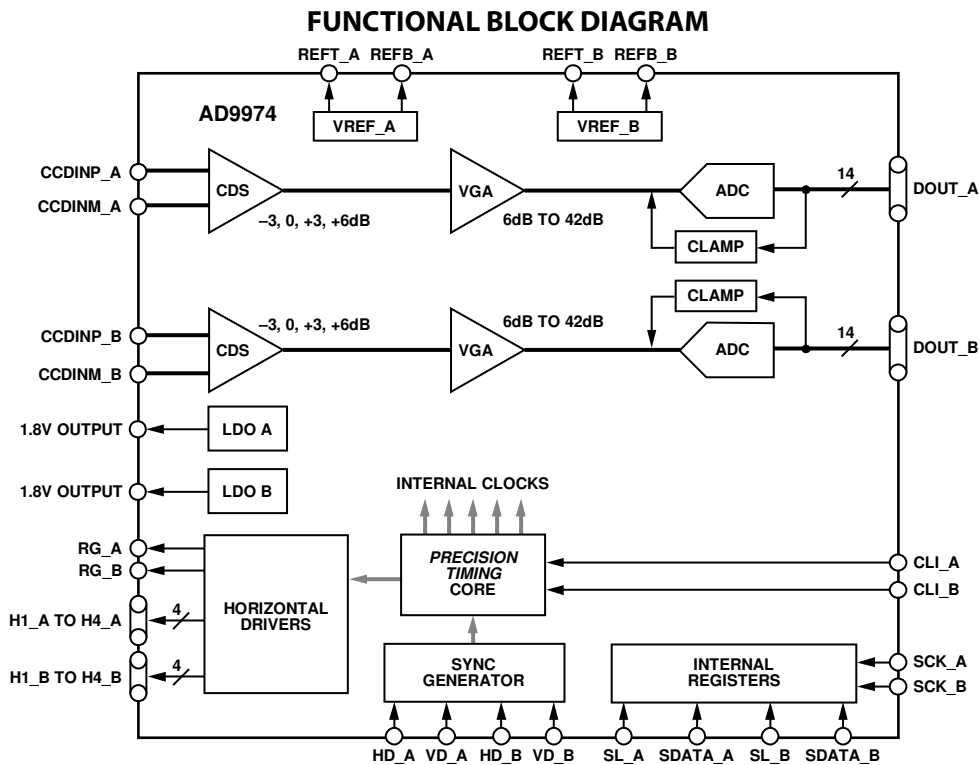 FUNCTIONAL BLOCK DIAGRAM
REFT_A REFB_A REFT_B REFB_B
AD9974
VREF_A VREF_B
CCDINP_A
CCDINM_A
CDS
–3, 0, +3, +6dB
VGA
6dB TO 42dB
ADC
14
DOUT_A
CLAMP
CLAMP
CCDINP_B
CCDINM_B
CDS
–3, 0, +3, +6dB
VGA
6dB TO 42dB
ADC
14
DOUT_B
1.8V OUTPUT
LDO A
1.8V OUTPUT
LDO B
INTERNAL CLOCKS
RG_A
RG_B
H1_A TO H4_A
4
H1_B TO H4_B
4
HORIZONTAL
DRIVERS
PRECISION
TIMING
CORE
CLI_A
CLI_B
SYNC
GENERATOR
INTERNAL
REGISTERS
SCK_A
SCK_B
HD_A VD_A HD_B VD_B SL_A SDATA_A SL_B SDATA_B